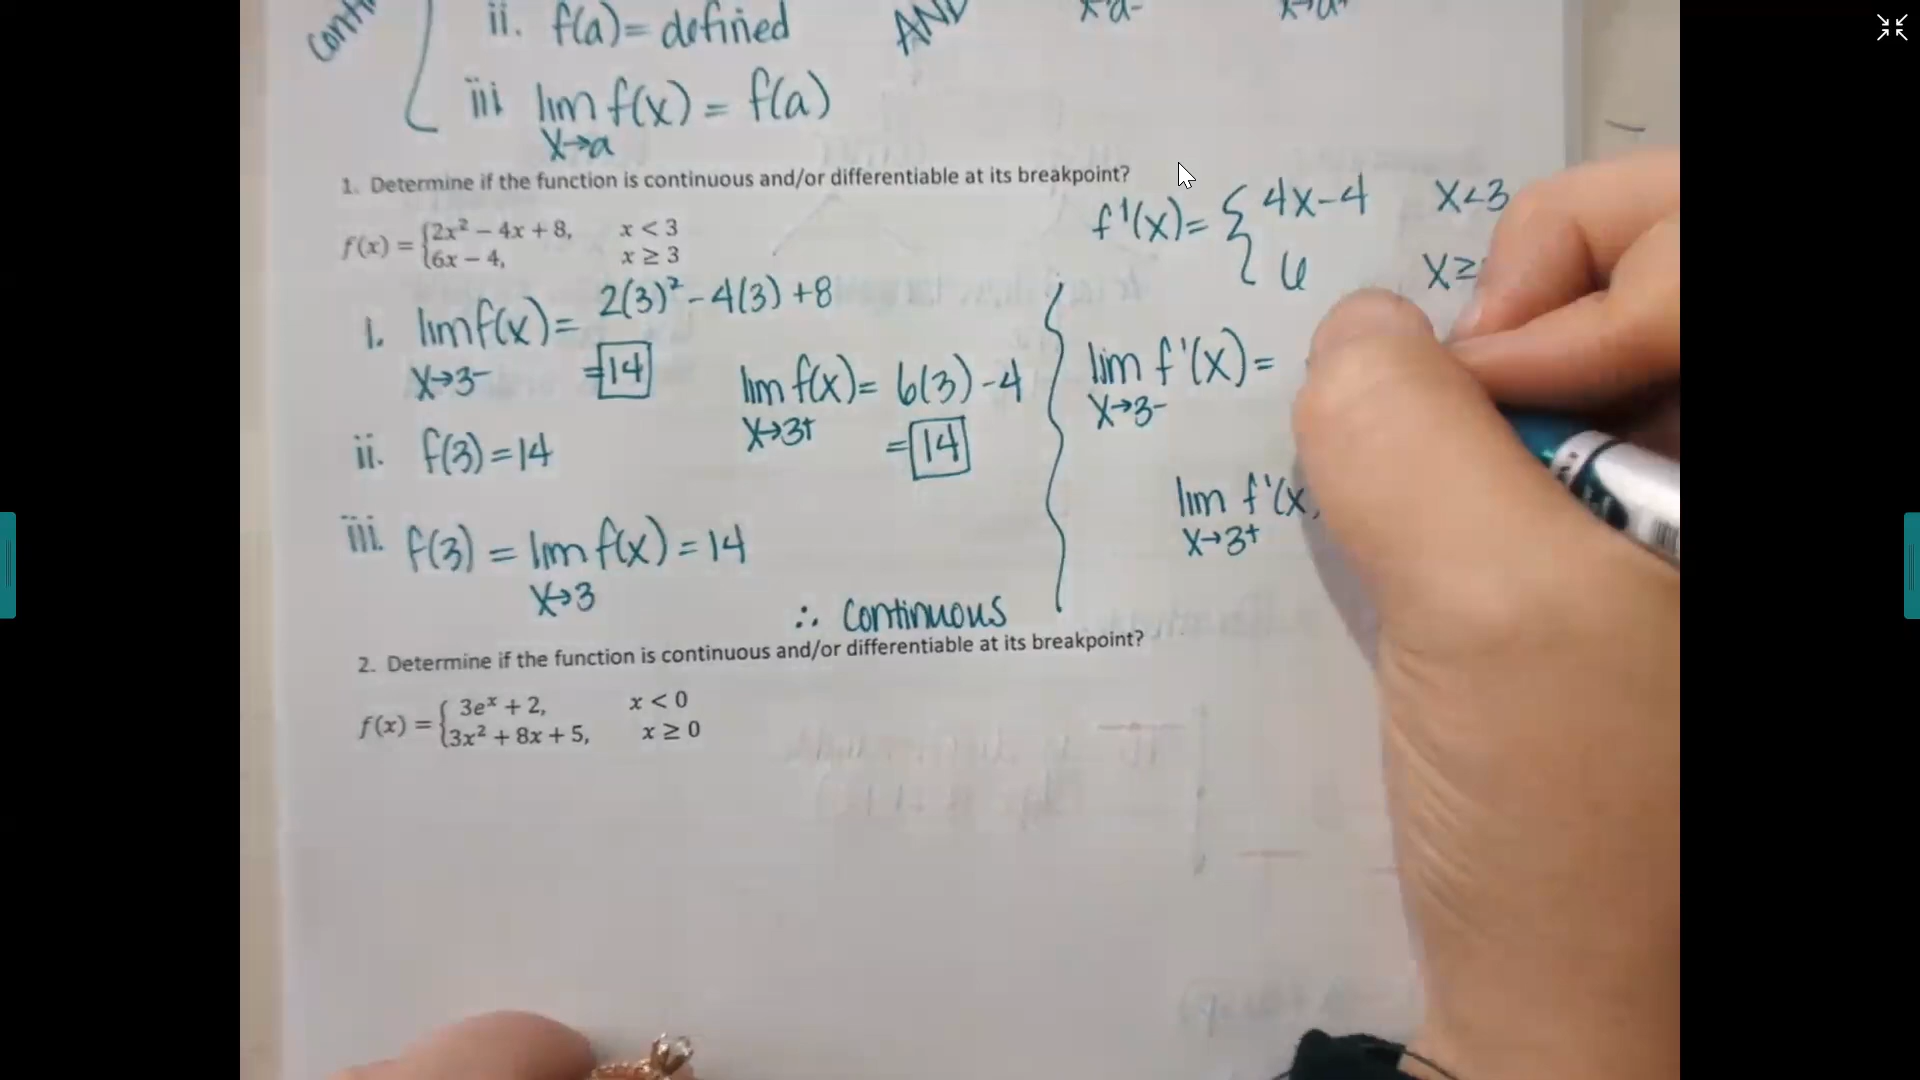 ii. f(a) = defined
AND
x→a⁻
x→a⁺
iii lim f(x) = f(a)
x→a
1. Determine if the function is continuous and/or differentiable at its breakpoint?
f(x) = {2x² − 4x + 8, x < 3
6x − 4, x ≥ 3
f'(x) = { 4x-4 x<3
6 x≥
i. lim f(x) = 2(3)² - 4(3) + 8
x→3⁻ = 14
lim f(x) = 6(3) - 4
x→3⁺ = 14
ii. f(3) = 14
iii. f(3) = lim f(x) = 14
x→3
∴ Continuous
lim f'(x) =
x→3⁻
lim f'(x
x→3⁺
2. Determine if the function is continuous and/or differentiable at its breakpoint?
f(x) = { 3eˣ + 2, x < 0
3x² + 8x + 5, x ≥ 0